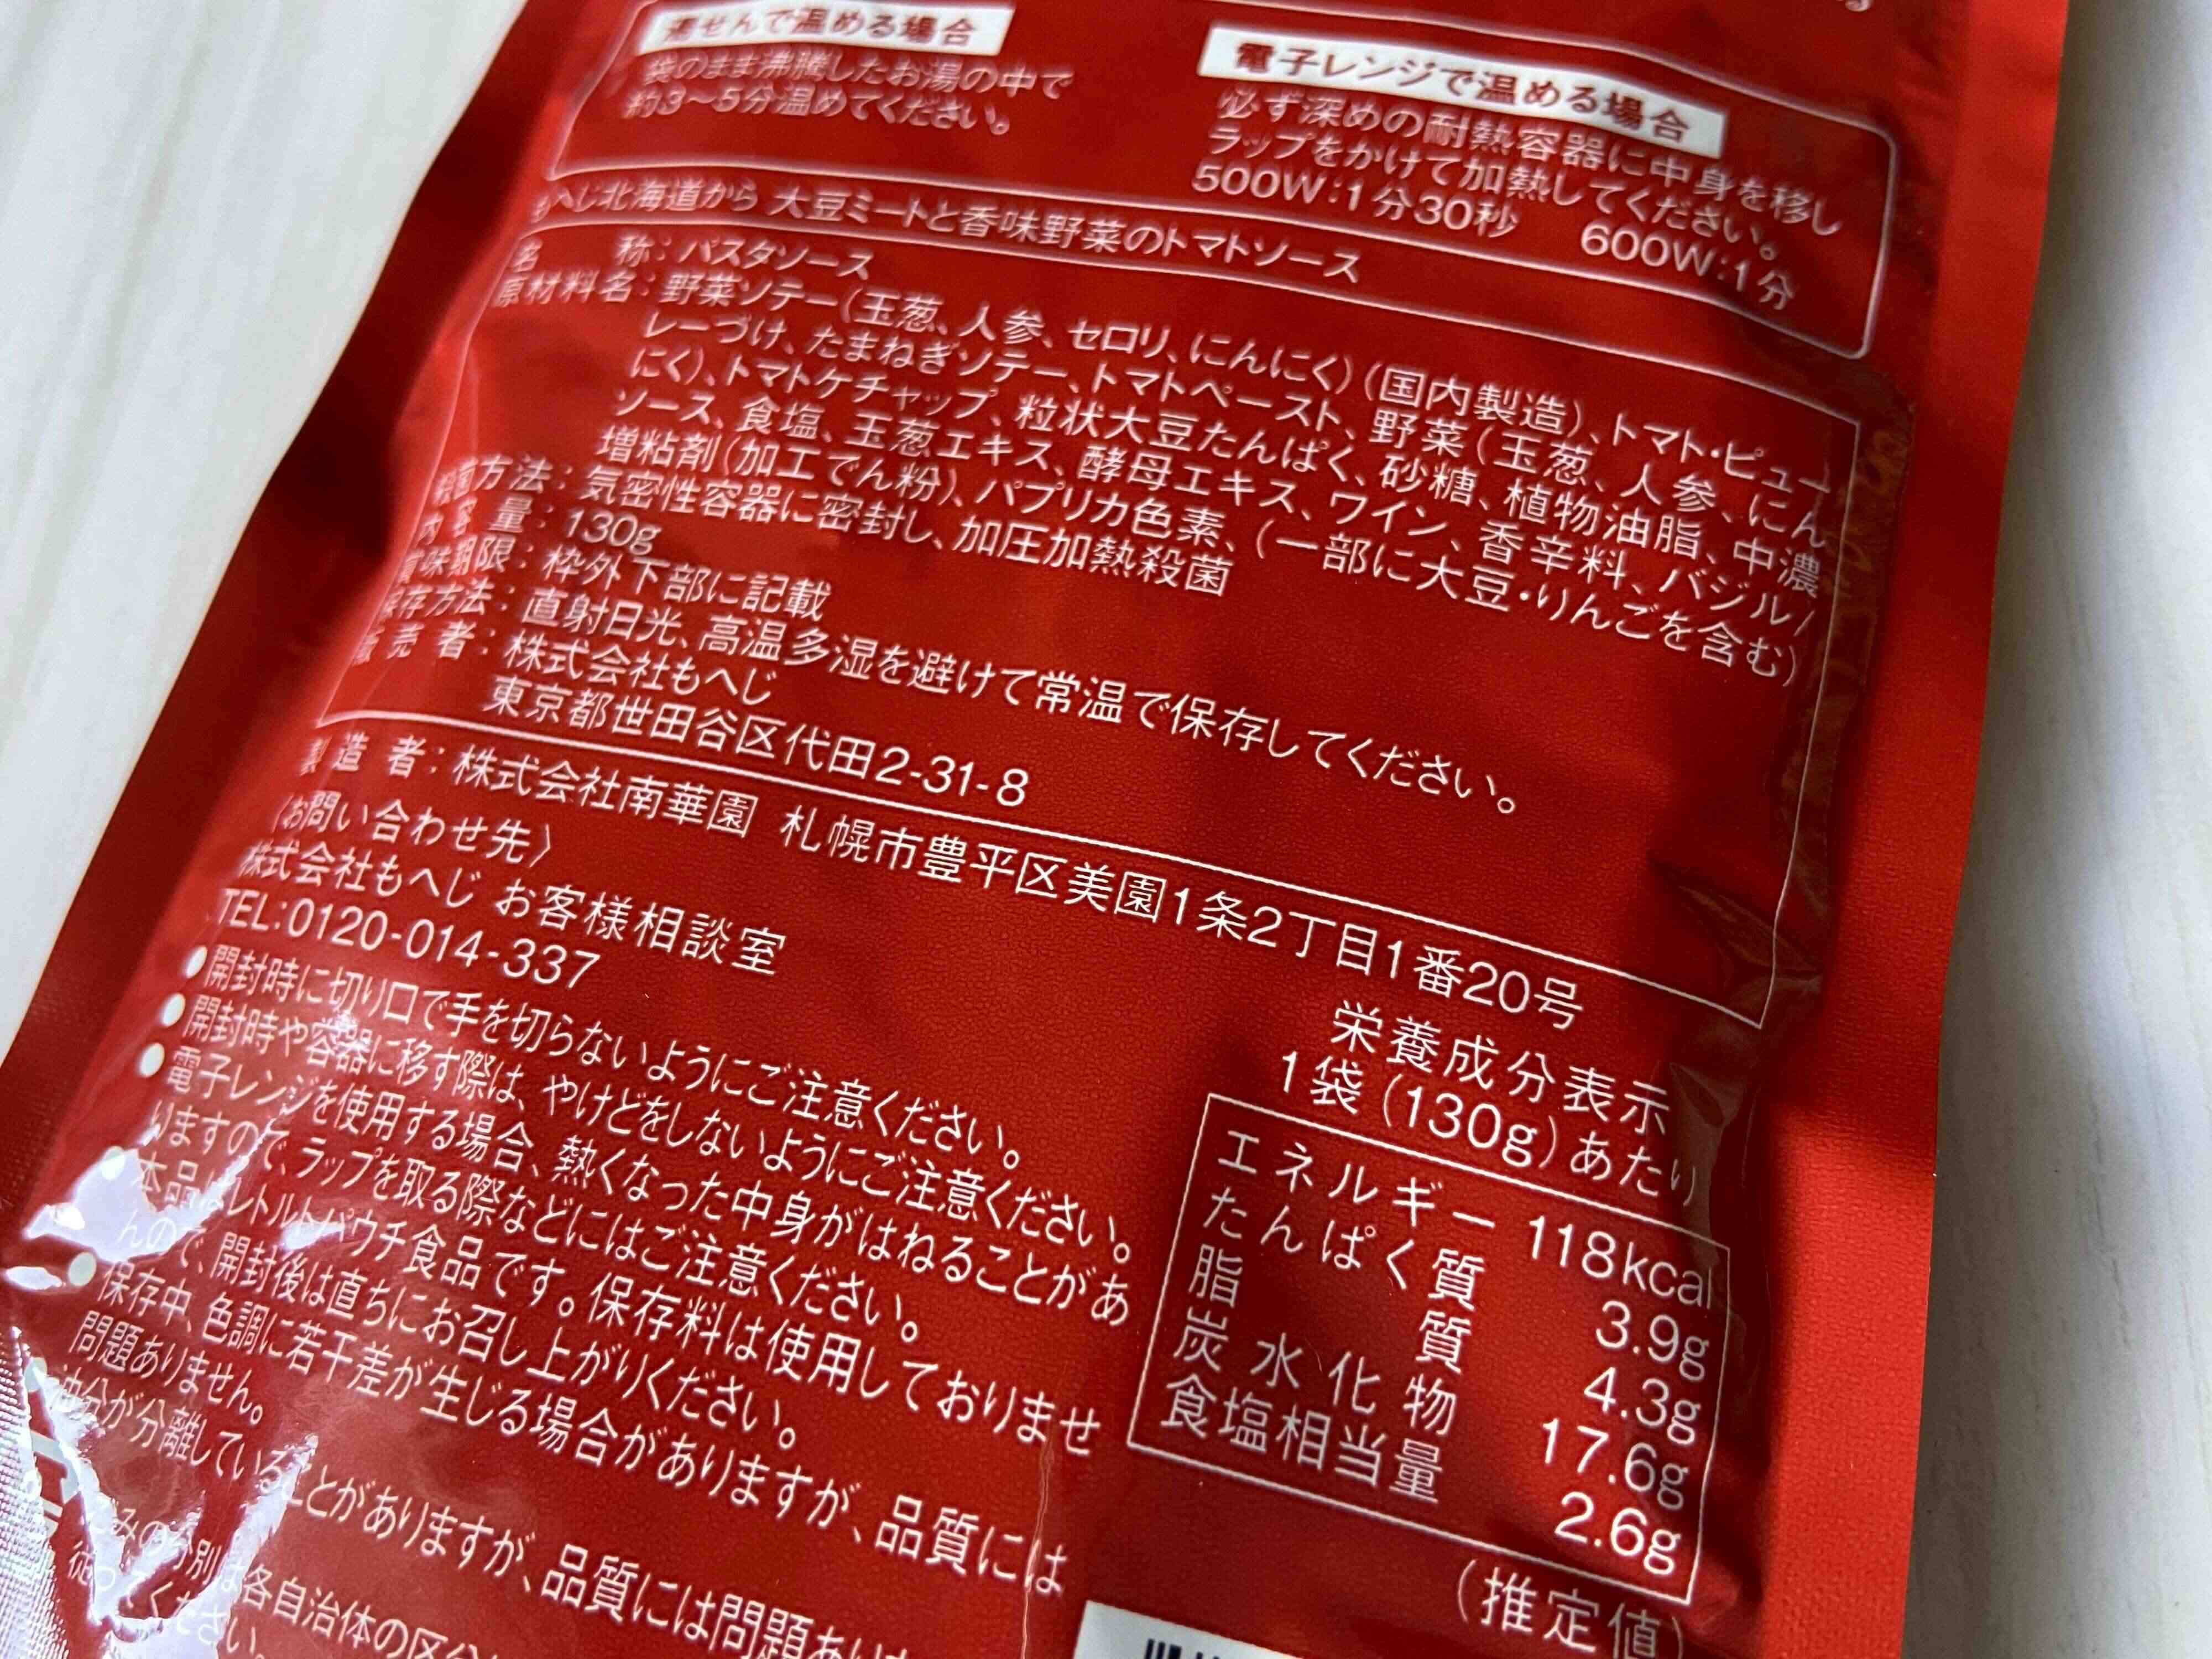 湯せんで温める場合
袋のまま沸騰したお湯の中で
約3〜5分温めてください。
電子レンジで温める場合
必ず深めの耐熱容器に中身を移し
ラップをかけて加熱してください。
500W:1分30秒 600W:1分
もへじ北海道から 大豆ミートと香味野菜のトマトソース
名称:パスタソース
原材料名:野菜ソテー(玉葱、人参、セロリ、にんにく)(国内製造)、トマト・ピュー
レーづけ、たまねぎソテー、トマトペースト、野菜(玉葱、人参、にん
にく)、トマトケチャップ、粒状大豆たんぱく、砂糖、植物油脂、中濃
ソース、食塩、玉葱エキス、酵母エキス、ワイン、香辛料、バジル/
増粘剤(加工でん粉)、パプリカ色素、(一部に大豆・りんごを含む)
殺菌方法:気密性容器に密封し、加圧加熱殺菌
内容量:130g
賞味期限:枠外下部に記載
保存方法:直射日光、高温多湿を避けて常温で保存してください。
販売者:株式会社もへじ
東京都世田谷区代田2-31-8
製造者:株式会社南華園 札幌市豊平区美園1条2丁目1番20号
〈お問い合わせ先〉
株式会社もへじ お客様相談室
TEL:0120-014-337
●開封時に切り口で手を切らないようにご注意ください。
●開封時や容器に移す際は、やけどをしないようにご注意ください。
●電子レンジを使用する場合、熱くなった中身がはねることがあ
りますので、ラップを取る際などにはご注意ください。
●本品はレトルトパウチ食品です。保存料は使用しておりませ
んので、開封後は直ちにお召し上がりください。
●保存中、色調に若干差が生じる場合がありますが、品質には
問題ありません。
油分が分離していることがありますが、品質には問題あり
ごみの分別は各自治体の区分
従ってください。
栄養成分表示
1袋(130g)あたり
エネルギー 118kcal
たんぱく質 3.9g
脂質 4.3g
炭水化物 17.6g
食塩相当量 2.6g
(推定値)